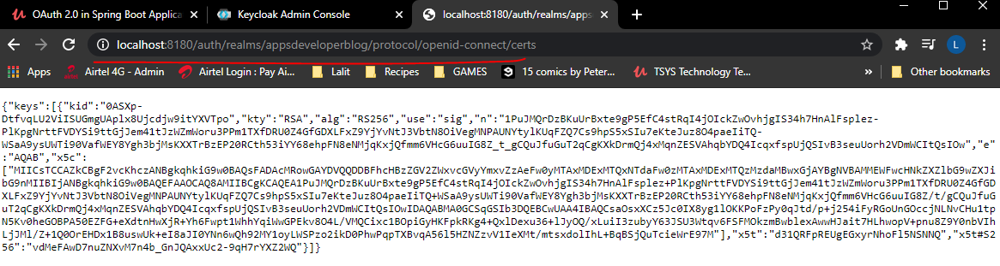 OAuth 2.0 in Spring Boot Applica
Keycloak Admin Console
localhost:8180/auth/realms/apps
localhost:8180/auth/realms/appsdeveloperblog/protocol/openid-connect/certs
L
Apps
Airtel 4G - Admin
Airtel Login : Pay Ai...
Lalit
Recipes
GAMES
15 comics by Peter...
TSYS Technology Te...
»
Other bookmarks
{"keys":[{"kid":"0ASXp-
DtfvqLU2ViISUGmgUAplx8Ujcdjw9itYXVTpo","kty":"RSA","alg":"RS256","use":"sig","n":"1PuJMQrDzBKuUrBxte9gP5EfC4stRqI4jOIckZwOvhjgIS34h7HnAlFsplez-
PlKpgNrttFVDYSi9ttGjJem41tJzWZmWoru3PPm1TXfDRU0Z4GfGDXLFxZ9YjYvNtJ3VbtN8OiVegMNPAUNYtylKUqFZQ7Cs9hpS5xSIu7eKteJuz8O4paeIiTQ-
WSaA9ysUWTi90VafWEY8Ygh3bjMsKXXTrBzEP20RCth53iYY68ehpFN8eNMjqKxjQfmm6VHcG6uuIG8Z_t_gCQuJfuGuT2qCgKXkDrmQj4xMqnZESVAhqbYDQ4IcqxfspUjQSIvB3seuUorh2VDmWCItQsIOw","e
":"AQAB","x5c":
["MIICsTCCAZkCBgF2vcKhczANBgkqhkiG9w0BAQsFADAcMRowGAYDVQQDDBFhcHBzZGV2ZWxvcGVyYmxvZzAeFw0yMTAxMDExMTQxNTdaFw0zMTAxMDExMTQzMzdaMBwxGjAYBgNVBAMMEWFwcHNkZXZlbG9wZXJi
bG9nMIIBIjANBgkqhkiG9w0BAQEFAAOCAQ8AMIIBCgKCAQEA1PuJMQrDzBKuUrBxte9gP5EfC4stRqI4jOIckZwOvhjgIS34h7HnAlFsplez+PlKpgNrttFVDYSi9ttGjJem41tJzWZmWoru3PPm1TXfDRU0Z4GfGD
XLFxZ9YjYvNtJ3VbtN8OiVegMNPAUNYtylKUqFZQ7Cs9hpS5xSIu7eKteJuz8O4paeIiTQ+WSaA9ysUWTi90VafWEY8Ygh3bjMsKXXTrBzEP20RCth53iYY68ehpFN8eNMjqKxjQfmm6VHcG6uuIG8Z/t/gCQuJfuG
uT2qCgKXkDrmQj4xMqnZESVAhqbYDQ4IcqxfspUjQSIvB3seuUorh2VDmWCItQsIOwIDAQABMA0GCSqGSIb3DQEBCwUAA4IBAQCsaOsxXCz5Jc0IX8yg1lOKKPoFzPy0qJtd/p+j254iFyRGoUnGOccjNLNvCHu1tp
N5Kv0heGOBPA50EZFG+eXdtnHwXjR+Yh6Fwpt1WhhYqiWwGPEkv8O4L/VMQCixc1BOpiGyHKFpkRKg4+QxlDexu36+lJyOQ/xLuiI3zubyY63JSU3Wtqv6FSFMOkzmBwblexAwwHJait7HLhwopV+pnu8Z9Y0nbVIh
LjJMl/Z+1Q0OrEHDx1B8uswUk+eI8aJI0YNn6wQh92MY1oyLWSPzo2ikD0PhwPqpTXBvqA56l5HZNZzvV1IeXMt/mtsxdolIhL+BqBSjQuTcieWrE97M"],"x5t":"d31QRFpREUgEGxyrNhoFl5NSNNQ","x5t#S2
56":"vdMeFAwD7nuZNXvM7n4b_GnJQAxxUc2-9qH7rYXZ2WQ"}]}